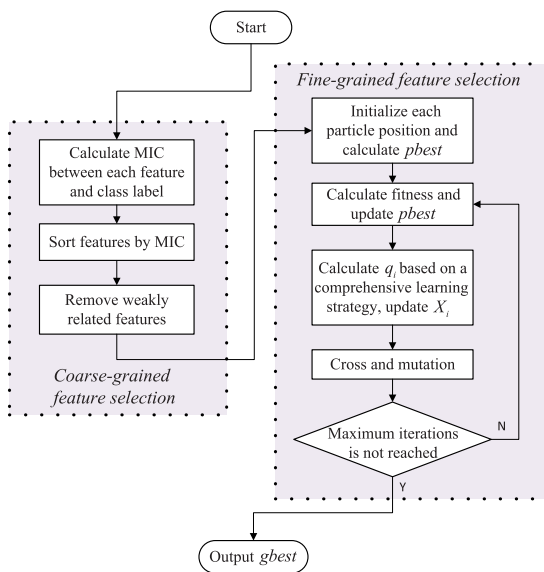 Start
Calculate MIC
between each feature
and class label
Sort features by MIC
Remove weakly
related features
Coarse-grained
feature selection
Fine-grained feature selection
Initialize each
particle position and
calculate pbest
Calculate fitness and
update pbest
Calculate qi based on a
comprehensive learning
strategy, update Xi
Cross and mutation
Maximum iterations
is not reached
N
Y
Output gbest